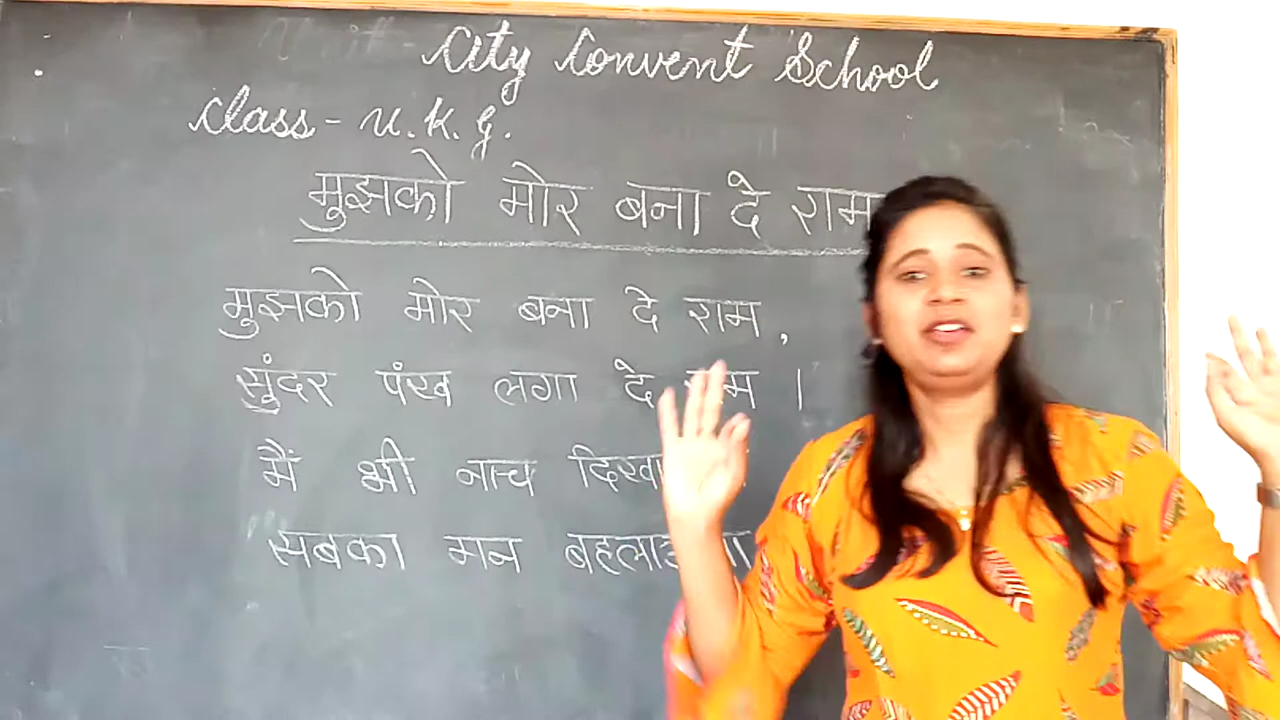 City Convent School
Class - U.K.G.
मुझको मोर बना दे राम
मुझको मोर बना दे राम,
सुंदर पंख लगा दे राम ।
मैं भी नाच
सबका मन